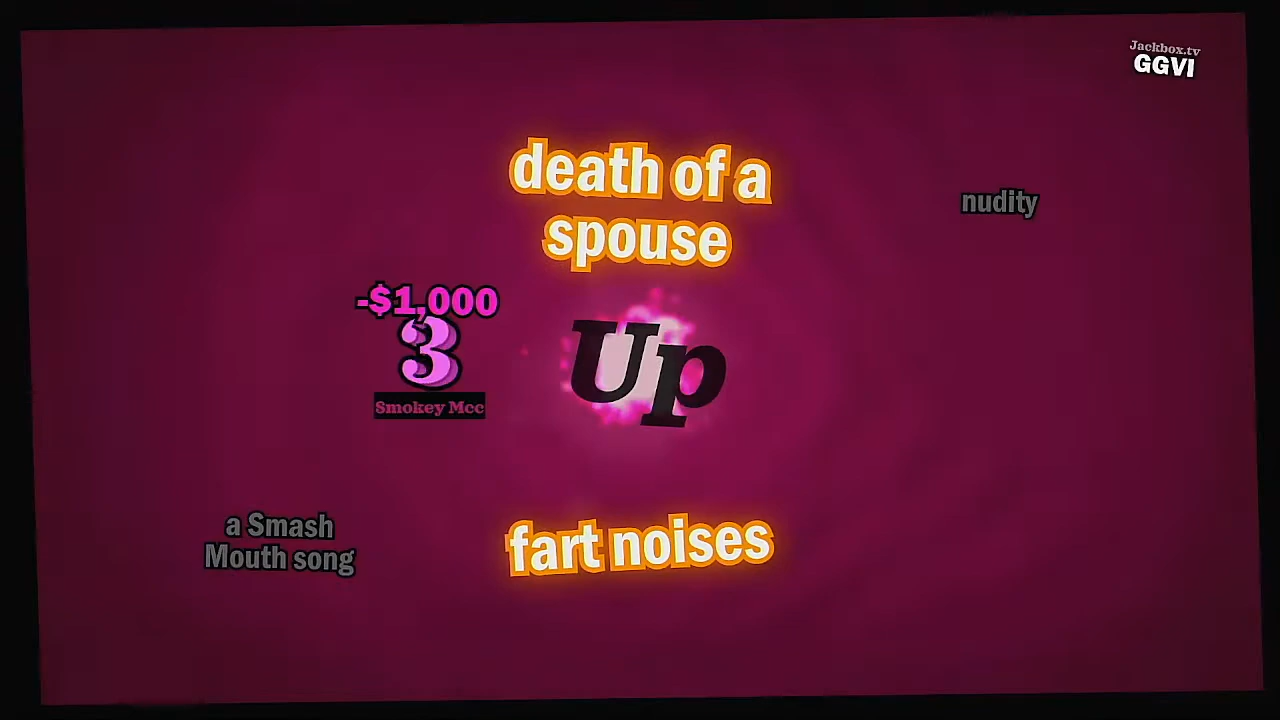 Jackbox.tv
GGVI
death of a
spouse
nudity
-$1,000
3
Smokey Mcc
Up
a Smash
Mouth song
fart noises